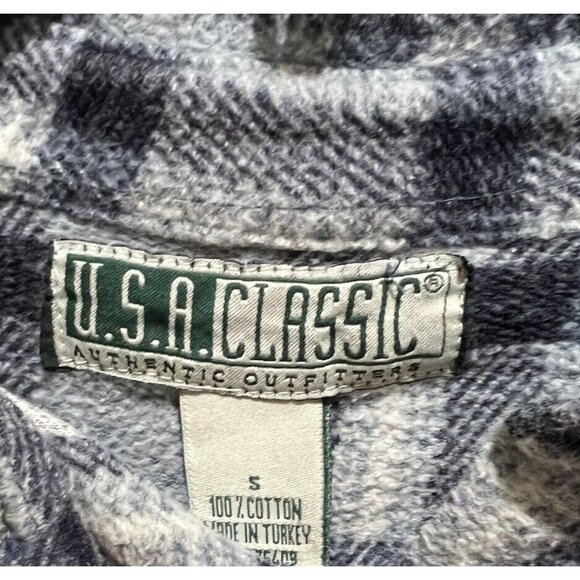 U.S.A. CLASSIC®
AUTHENTIC OUTFITTERS
S
100% COTTON
MADE IN TURKEY